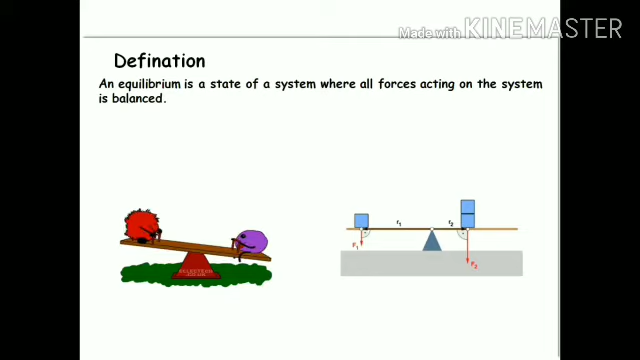 Made with KINEMASTER
Defination
An equilibrium is a state of a system where all forces acting on the system
is balanced.
r₁ r₂
F₁
F₂